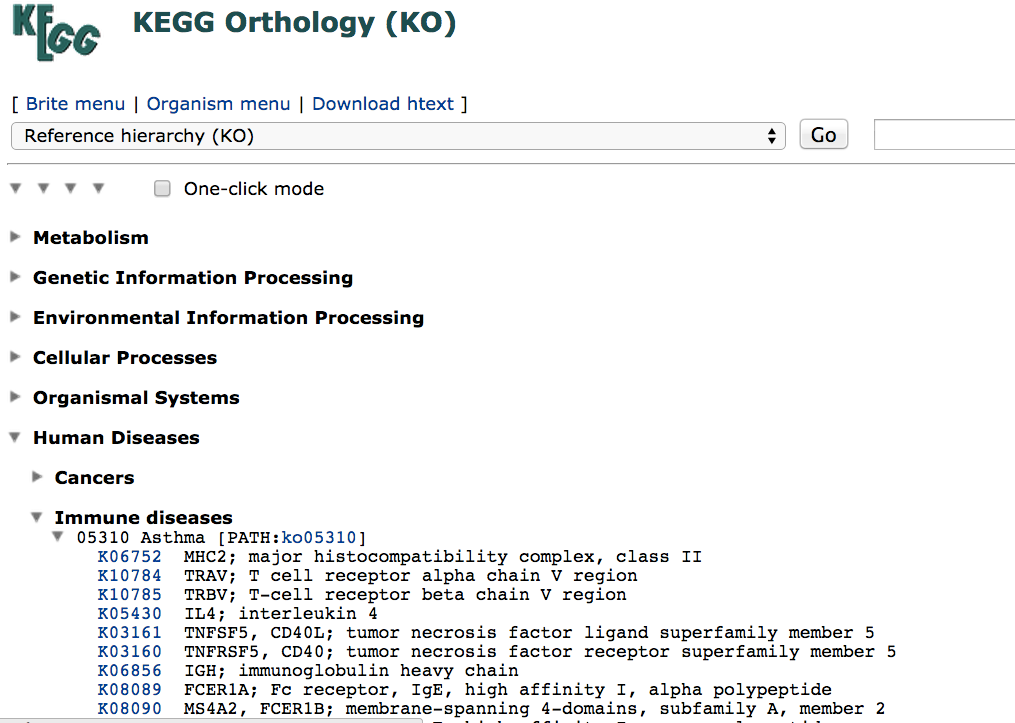 KEGG
KEGG Orthology (KO)
[ Brite menu | Organism menu | Download htext ]
Reference hierarchy (KO) Go
One-click mode
Metabolism
Genetic Information Processing
Environmental Information Processing
Cellular Processes
Organismal Systems
Human Diseases
Cancers
Immune diseases
05310 Asthma [PATH:ko05310]
K06752 MHC2; major histocompatibility complex, class II
K10784 TRAV; T cell receptor alpha chain V region
K10785 TRBV; T-cell receptor beta chain V region
K05430 IL4; interleukin 4
K03161 TNFSF5, CD40L; tumor necrosis factor ligand superfamily member 5
K03160 TNFRSF5, CD40; tumor necrosis factor receptor superfamily member 5
K06856 IGH; immunoglobulin heavy chain
K08089 FCER1A; Fc receptor, IgE, high affinity I, alpha polypeptide
K08090 MS4A2, FCER1B; membrane-spanning 4-domains, subfamily A, member 2